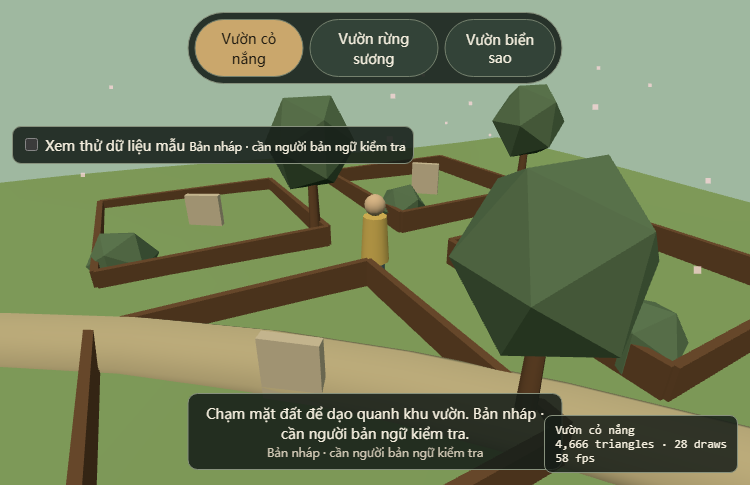 Vườn cỏ
nắng
Vườn rừng
sương
Vườn biển
sao
Xem thử dữ liệu mẫu Bản nháp · cần người bản ngữ kiểm tra
Chạm mặt đất để dạo quanh khu vườn. Bản nháp ·
cần người bản ngữ kiểm tra.
Bản nháp · cần người bản ngữ kiểm tra
Vườn cỏ nắng
4,666 triangles · 28 draws
58 fps